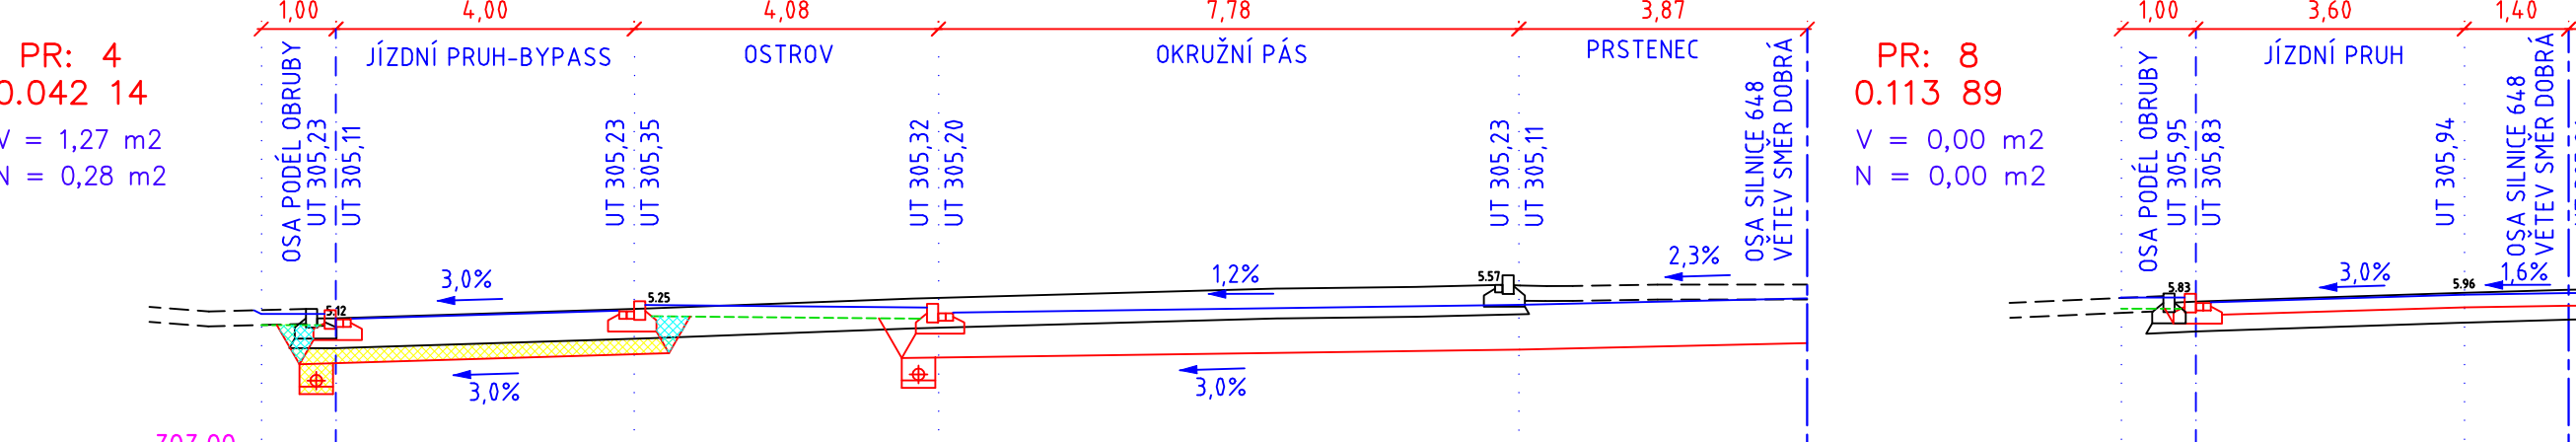 1,00 4,00 4,08 7,78 3,87
PR: 4
0.042 14
V = 1,27 m2
N = 0,28 m2
OSA PODÉL OBRUBY
UT 305,23
UT 305,11
JÍZDNÍ PRUH-BYPASS
UT 305,23
UT 305,35
OSTROV
UT 305,32
UT 305,20
OKRUŽNÍ PÁS
UT 305,23
UT 305,11
PRSTENEC
OSA SILNICE 648
VĚTEV SMĚR DOBRÁ
3,0%
1,2%
2,3%
5.12
5.25
5.57
3,0%
3,0%
1,00 3,60 1,40
PR: 8
0.113 89
V = 0,00 m2
N = 0,00 m2
OSA PODÉL OBRUBY
UT 305,95
UT 305,83
JÍZDNÍ PRUH
UT 305,94
OSA SILNICE 648
VĚTEV SMĚR DOBRÁ
3,0%
1,6%
5.83
5.96